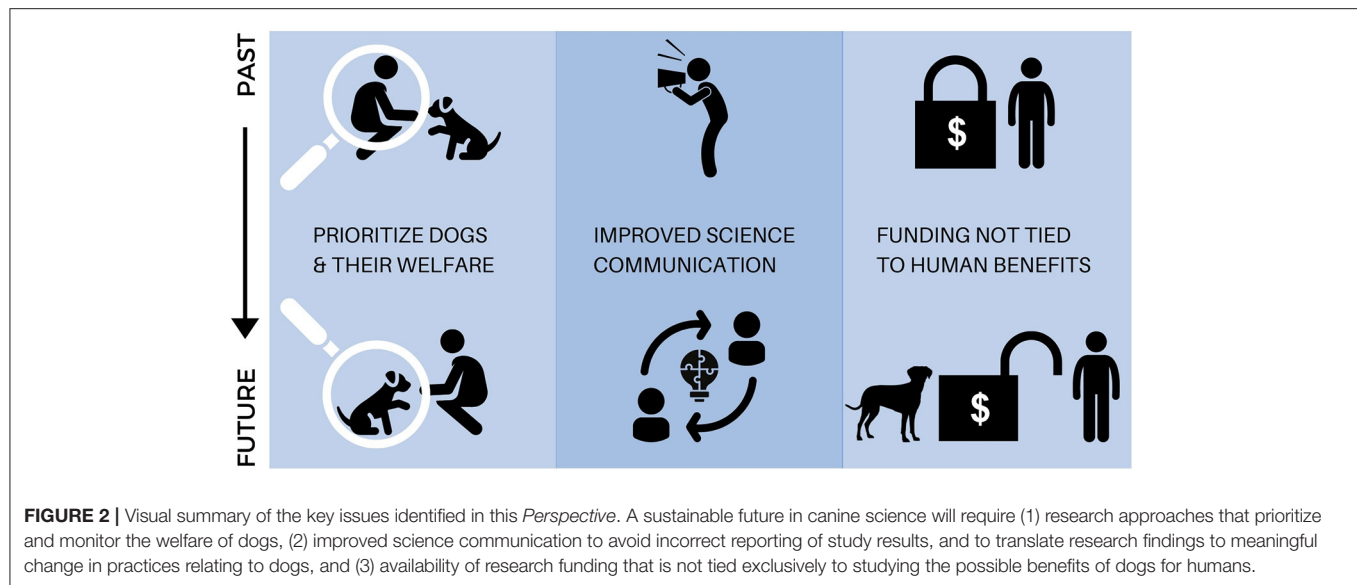 PAST
PRIORITIZE DOGS
& THEIR WELFARE
IMPROVED SCIENCE
COMMUNICATION
$
FUNDING NOT TIED
TO HUMAN BENEFITS
FUTURE
$
FIGURE 2 | Visual summary of the key issues identified in this Perspective. A sustainable future in canine science will require (1) research approaches that prioritize
and monitor the welfare of dogs, (2) improved science communication to avoid incorrect reporting of study results, and to translate research findings to meaningful
change in practices relating to dogs, and (3) availability of research funding that is not tied exclusively to studying the possible benefits of dogs for humans.